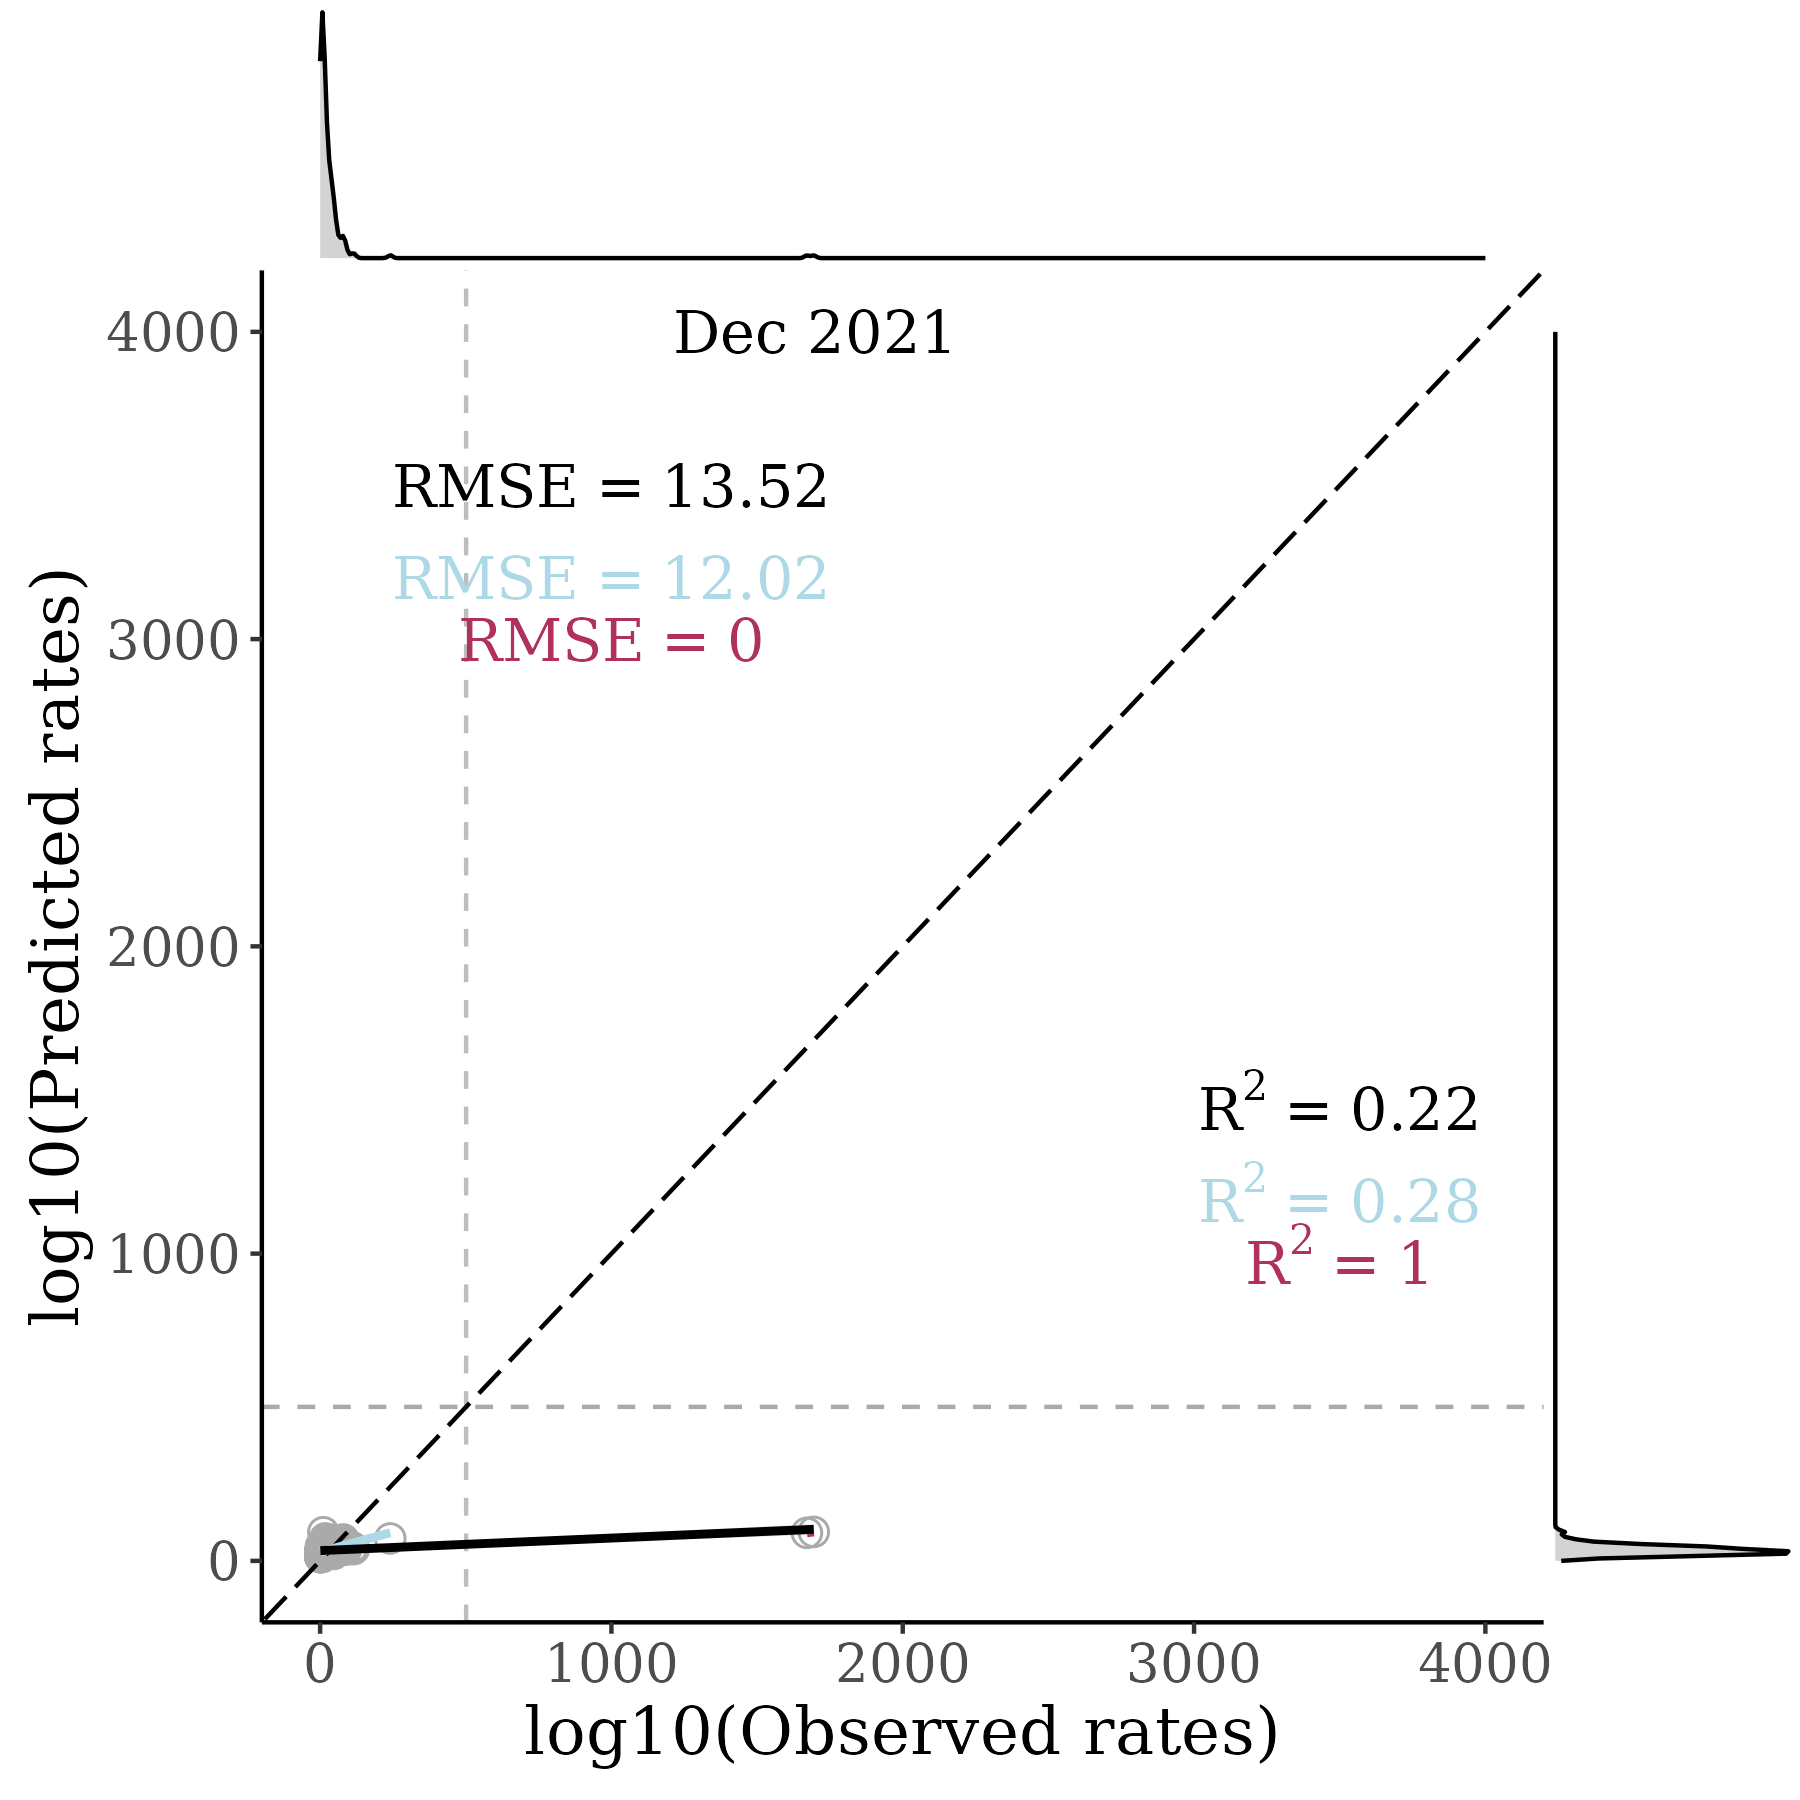 Dec 2021
4000
RMSE = 13.52
RMSE = 12.02
RMSE = 0
3000
2000
R² = 0.22
R² = 0.28
R² = 1
1000
0
log10(Predicted rates)
0 1000 2000 3000 4000
log10(Observed rates)